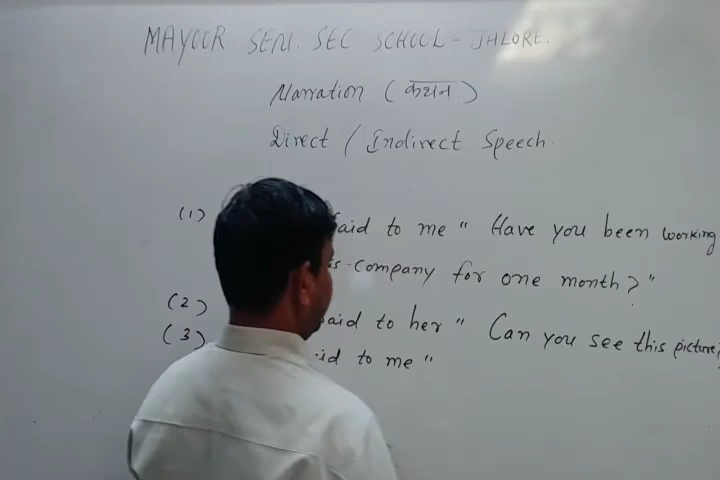 MAYOOR SENI. SEC SCHOOL - JALORE.
Narration (कथन.)
Direct / Indirect Speech.
(1) said to me " Have you been working
company for one month?"
(2) said to her " Can you see this picture
(3) to me "